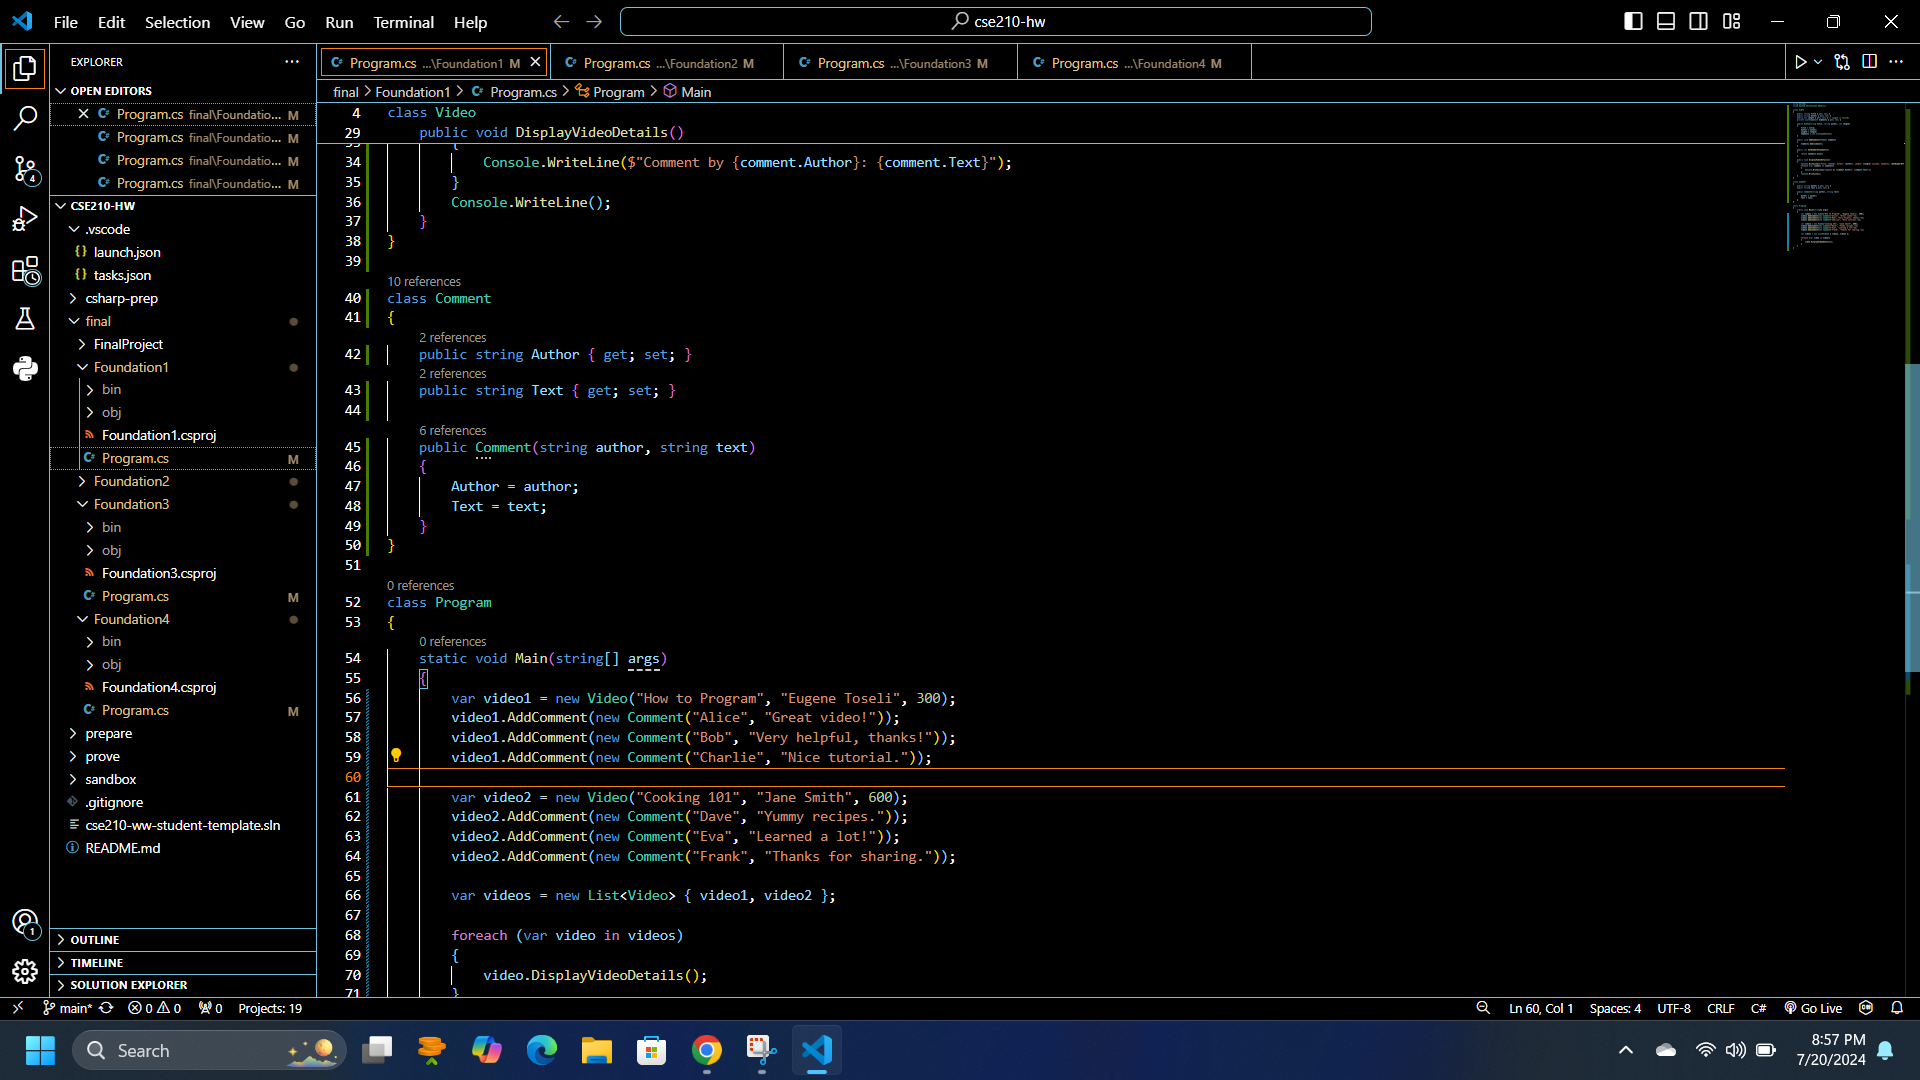 File Edit Selection View Go Run Terminal Help
cse210-hw
EXPLORER
OPEN EDITORS
Program.cs final\Foundatio... M
Program.cs final\Foundatio... M
Program.cs final\Foundatio... M
Program.cs final\Foundatio... M
CSE210-HW
.vscode
launch.json
tasks.json
csharp-prep
final
FinalProject
Foundation1
bin
obj
Foundation1.csproj
Program.cs M
Foundation2
Foundation3
bin
obj
Foundation3.csproj
Program.cs M
Foundation4
bin
obj
Foundation4.csproj
Program.cs M
prepare
prove
sandbox
.gitignore
cse210-ww-student-template.sln
README.md
OUTLINE
TIMELINE
SOLUTION EXPLORER
4
1
Program.cs ...\Foundation1 M
Program.cs ...\Foundation2 M
Program.cs ...\Foundation3 M
Program.cs ...\Foundation4 M
final > Foundation1 > Program.cs > Program > Main
4 class Video
29 public void DisplayVideoDetails()
33 {
34 Console.WriteLine($"Comment by {comment.Author}: {comment.Text}");
35 }
36 Console.WriteLine();
37 }
38 }
39
10 references
40 class Comment
41 {
2 references
42 public string Author { get; set; }
2 references
43 public string Text { get; set; }
44
6 references
45 public Comment(string author, string text)
46 {
47 Author = author;
48 Text = text;
49 }
50 }
51
0 references
52 class Program
53 {
0 references
54 static void Main(string[] args)
55 {
56 var video1 = new Video("How to Program", "Eugene Toseli", 300);
57 video1.AddComment(new Comment("Alice", "Great video!"));
58 video1.AddComment(new Comment("Bob", "Very helpful, thanks!"));
59 video1.AddComment(new Comment("Charlie", "Nice tutorial."));
60
61 var video2 = new Video("Cooking 101", "Jane Smith", 600);
62 video2.AddComment(new Comment("Dave", "Yummy recipes."));
63 video2.AddComment(new Comment("Eva", "Learned a lot!"));
64 video2.AddComment(new Comment("Frank", "Thanks for sharing."));
65
66 var videos = new List<Video> { video1, video2 };
67
68 foreach (var video in videos)
69 {
70 video.DisplayVideoDetails();
71 }
main* 0 0 0 Projects: 19
Ln 60, Col 1 Spaces: 4 UTF-8 CRLF C# Go Live
Search
8:57 PM
7/20/2024